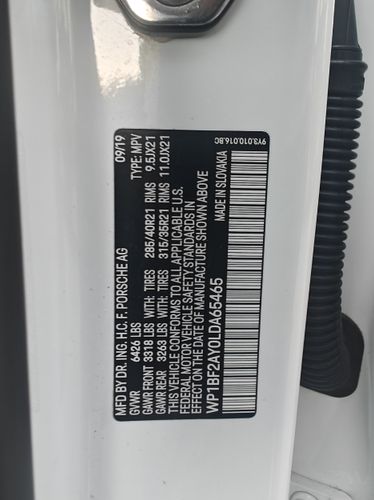 MFD BY DR. ING. H.C. F. PORSCHE AG 09/19
GVWR 6426 LBS TYPE: MPV
GAWR FRONT 3318 LBS WITH TIRES 285/40R21 RIMS 9.5JX21
GAWR REAR 3263 LBS WITH TIRES 315/35R21 RIMS 11.0JX21
THIS VEHICLE CONFORMS TO ALL APPLICABLE U.S.
FEDERAL MOTOR VEHICLE SAFETY STANDARDS IN
EFFECT ON THE DATE OF MANUFACTURE SHOWN ABOVE
WP1BF2AY0LDA65465
MADE IN SLOVAKIA
9Y3.010.016.BC